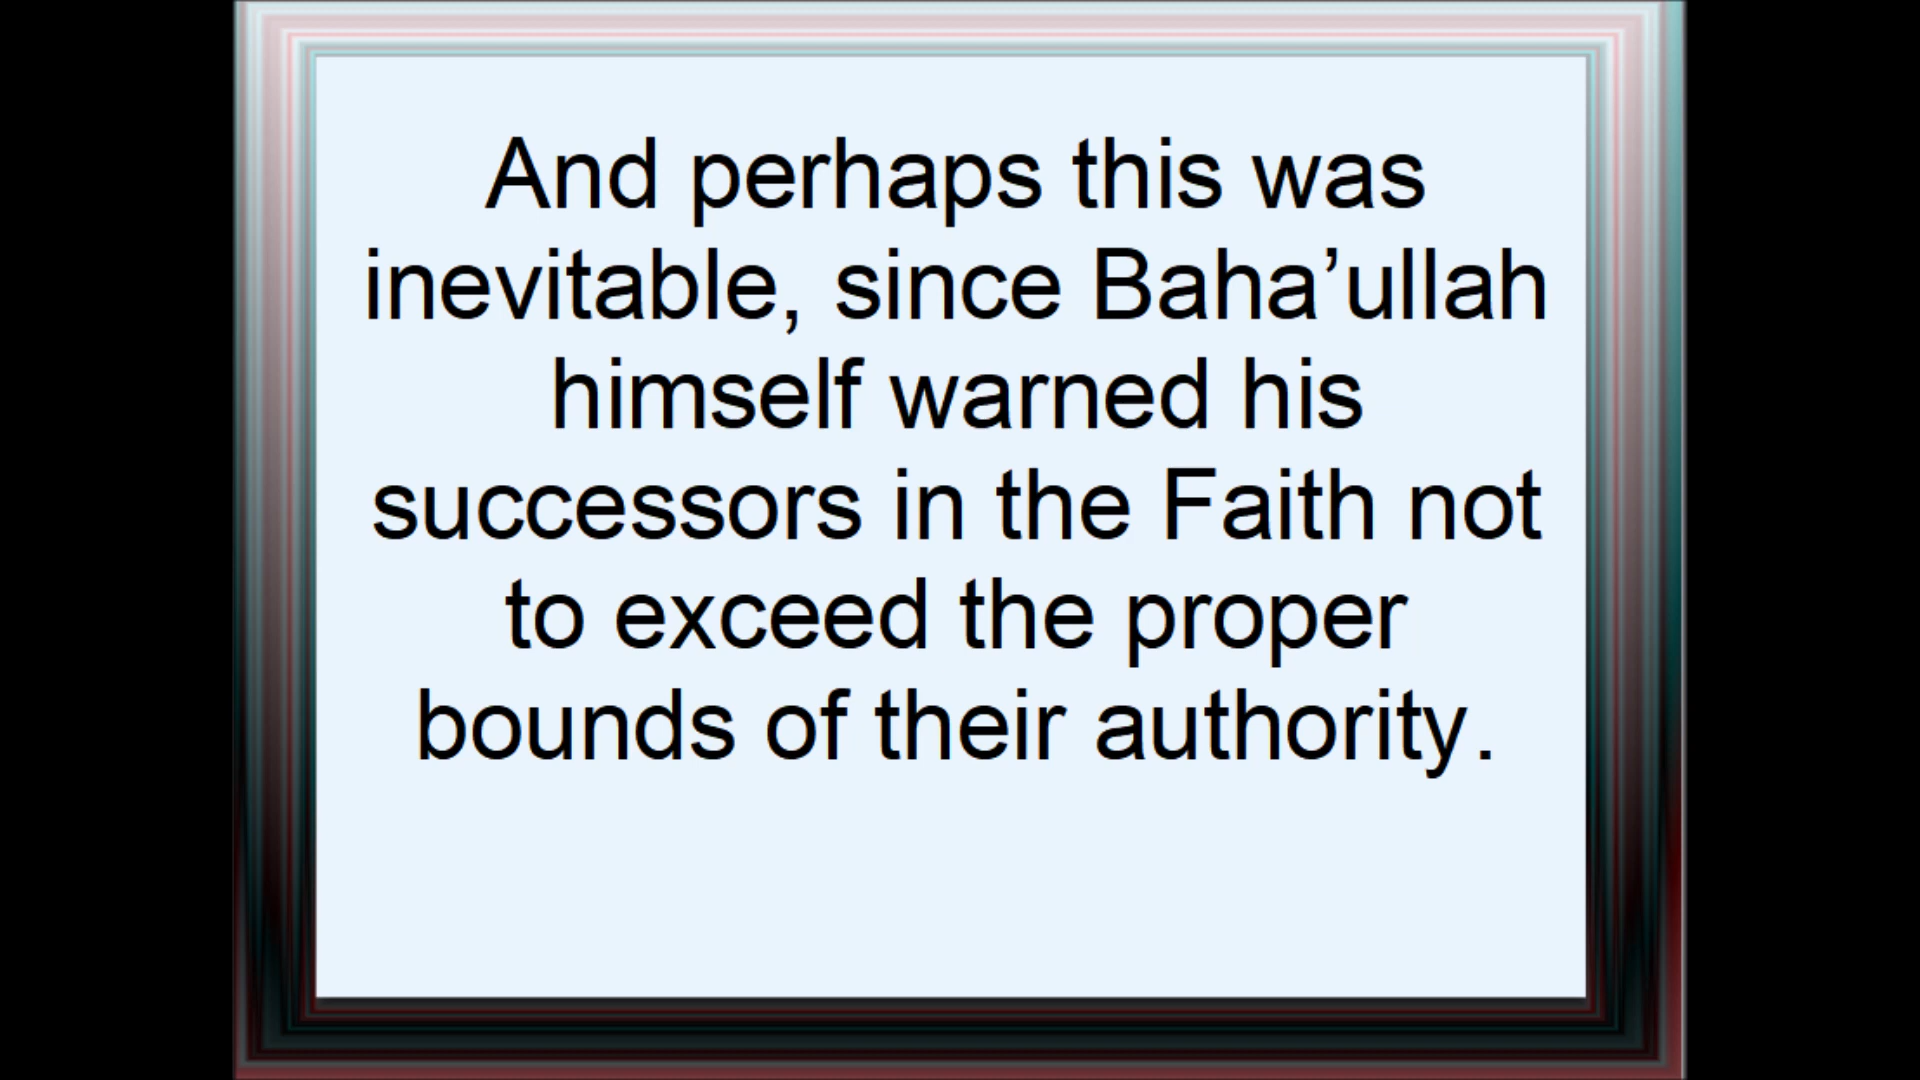 And perhaps this was
inevitable, since Baha’ullah
himself warned his
successors in the Faith not
to exceed the proper
bounds of their authority.